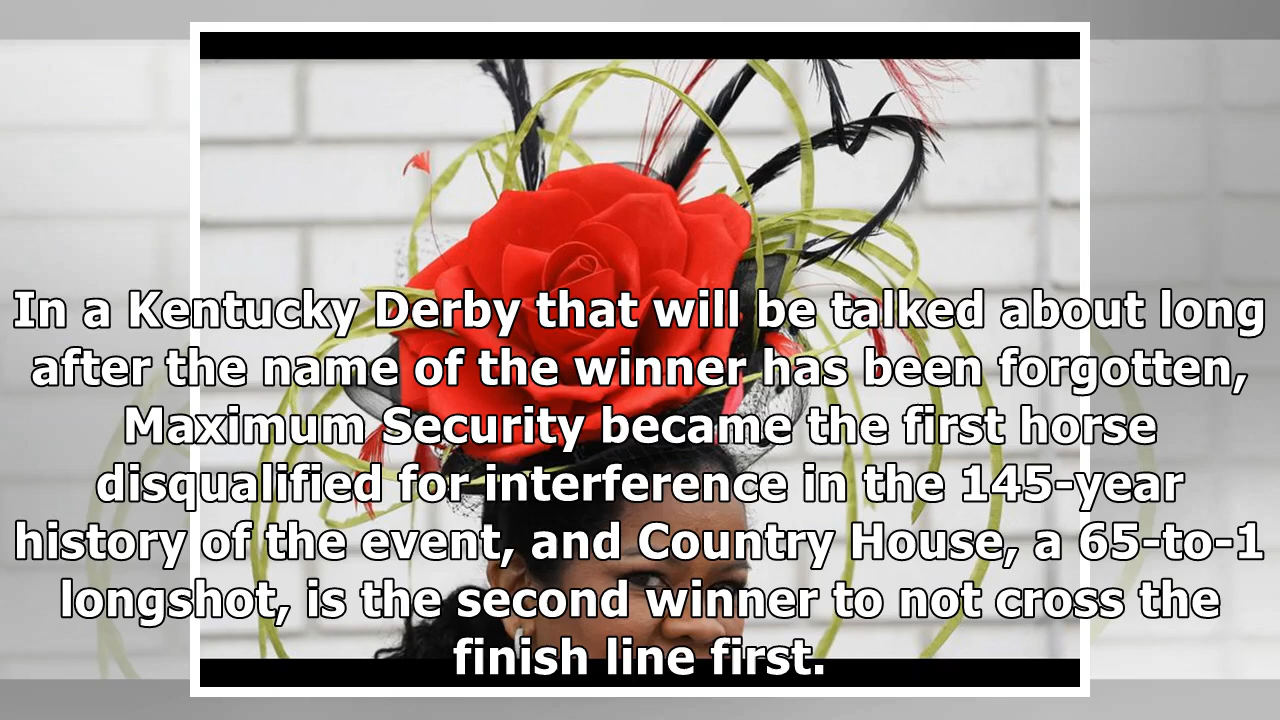 In a Kentucky Derby that will be talked about long
after the name of the winner has been forgotten,
Maximum Security became the first horse
disqualified for interference in the 145-year
history of the event, and Country House, a 65-to-1
longshot, is the second winner to not cross the
finish line first.